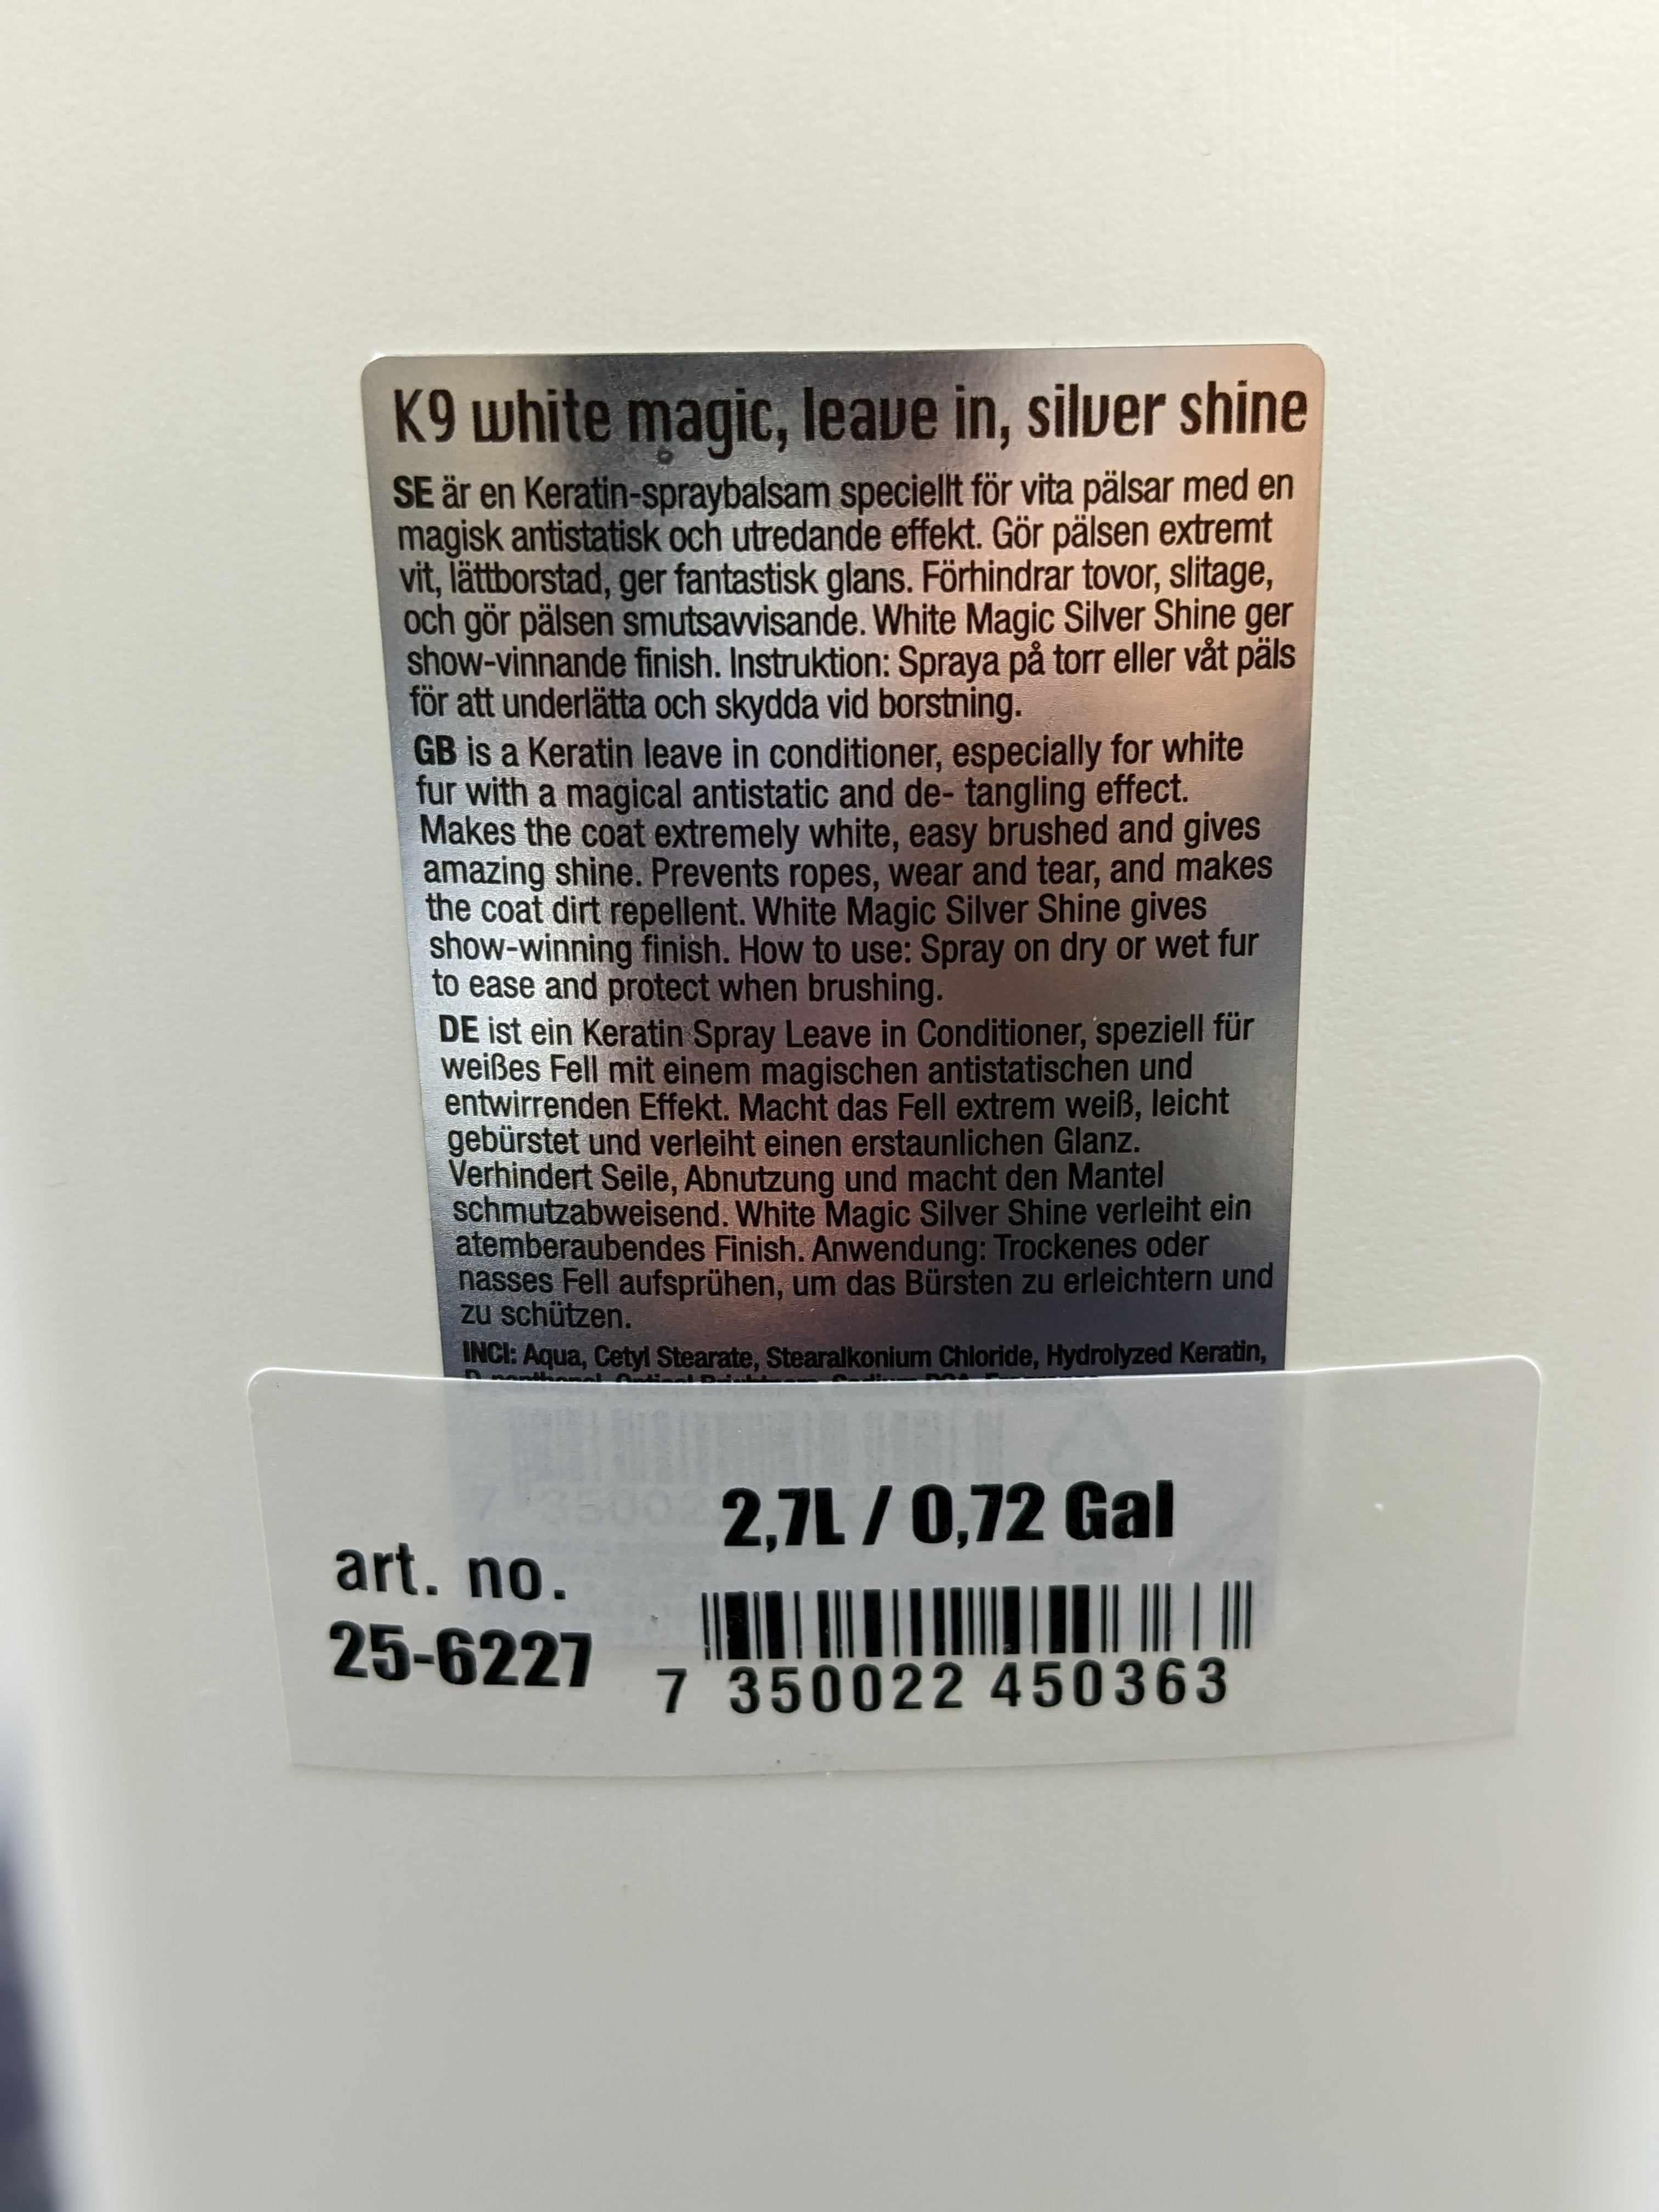 K9 white magic, leave in, silver shine
SE är en Keratin-spraybalsam speciellt för vita pälsar med en
magisk antistatisk och utredande effekt. Gör pälsen extremt
vit, lättborstad, ger fantastisk glans. Förhindrar tovor, slitage,
och gör pälsen smutsavvisande. White Magic Silver Shine ger
show-vinnande finish. Instruktion: Spraya på torr eller våt päls
för att underlätta och skydda vid borstning.
GB is a Keratin leave in conditioner, especially for white
fur with a magical antistatic and de- tangling effect.
Makes the coat extremely white, easy brushed and gives
amazing shine. Prevents ropes, wear and tear, and makes
the coat dirt repellent. White Magic Silver Shine gives
show-winning finish. How to use: Spray on dry or wet fur
to ease and protect when brushing.
DE ist ein Keratin Spray Leave in Conditioner, speziell für
weißes Fell mit einem magischen antistatischen und
entwirrenden Effekt. Macht das Fell extrem weiß, leicht
gebürstet und verleiht einen erstaunlichen Glanz.
Verhindert Seile, Abnutzung und macht den Mantel
schmutzabweisend. White Magic Silver Shine verleiht ein
atemberaubendes Finish. Anwendung: Trockenes oder
nasses Fell aufsprühen, um das Bürsten zu erleichtern und
zu schützen.
INCI: Aqua, Cetyl Stearate, Stearalkonium Chloride, Hydrolyzed Keratin,
2,7L / 0,72 Gal
art. no.
25-6227
7 350022 450363